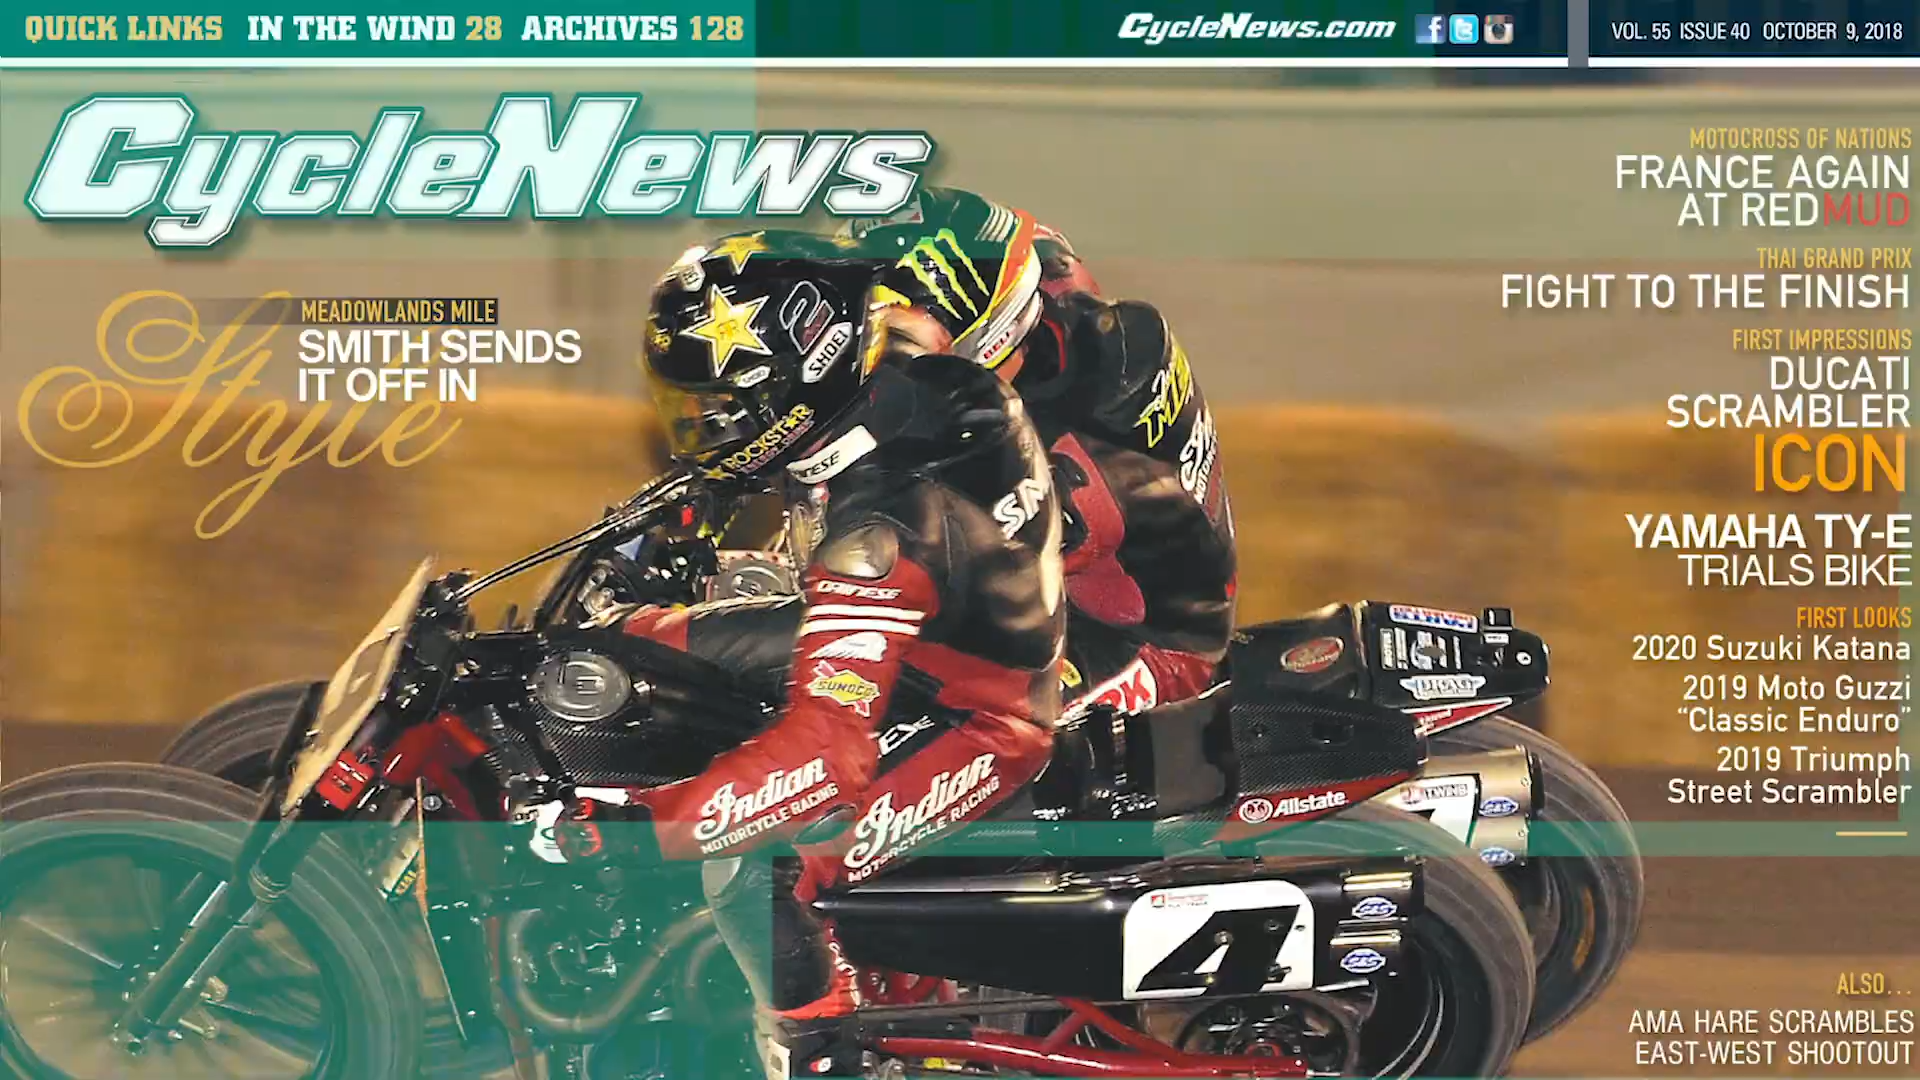 QUICK LINKS IN THE WIND 28 ARCHIVES 128
CycleNews.com
VOL. 55 ISSUE 40 OCTOBER 9, 2018
CycleNews
MEADOWLANDS MILE
SMITH SENDS
IT OFF IN
Style
MOTOCROSS OF NATIONS
FRANCE AGAIN
AT REDMUD
THAI GRAND PRIX
FIGHT TO THE FINISH
FIRST IMPRESSIONS
DUCATI
SCRAMBLER
ICON
YAMAHA TY-E
TRIALS BIKE
FIRST LOOKS
2020 Suzuki Katana
2019 Moto Guzzi
“Classic Enduro”
2019 Triumph
Street Scrambler
ALSO...
AMA HARE SCRAMBLES
EAST-WEST SHOOTOUT
2
SHOEI
BELL
ROCKSTAR
DAINESE
SUNOCO
Indian
MOTORCYCLE RACING
Indian
MOTORCYCLE RACING
Allstate
TWINS
S&S
S&S
4
S&S
S&S